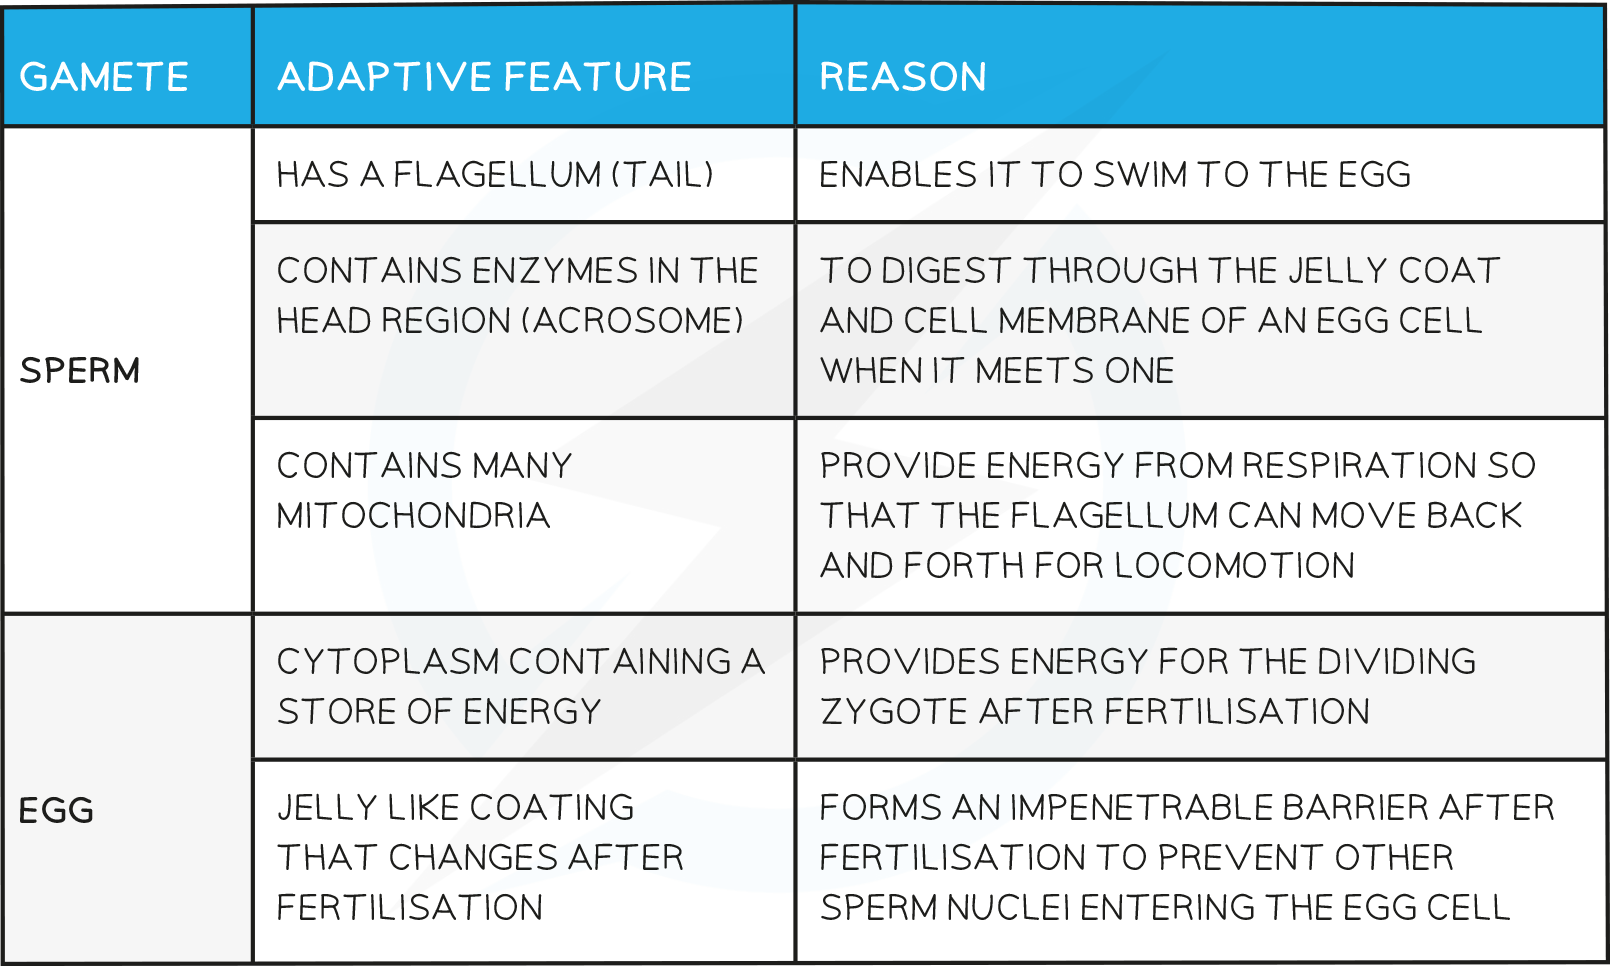 GAMETE
ADAPTIVE FEATURE
REASON
SPERM
HAS A FLAGELLUM (TAIL)
ENABLES IT TO SWIM TO THE EGG
CONTAINS ENZYMES IN THE
HEAD REGION (ACROSOME)
TO DIGEST THROUGH THE JELLY COAT
AND CELL MEMBRANE OF AN EGG CELL
WHEN IT MEETS ONE
CONTAINS MANY
MITOCHONDRIA
PROVIDE ENERGY FROM RESPIRATION SO
THAT THE FLAGELLUM CAN MOVE BACK
AND FORTH FOR LOCOMOTION
EGG
CYTOPLASM CONTAINING A
STORE OF ENERGY
PROVIDES ENERGY FOR THE DIVIDING
ZYGOTE AFTER FERTILISATION
JELLY LIKE COATING
THAT CHANGES AFTER
FERTILISATION
FORMS AN IMPENETRABLE BARRIER AFTER
FERTILISATION TO PREVENT OTHER
SPERM NUCLEI ENTERING THE EGG CELL